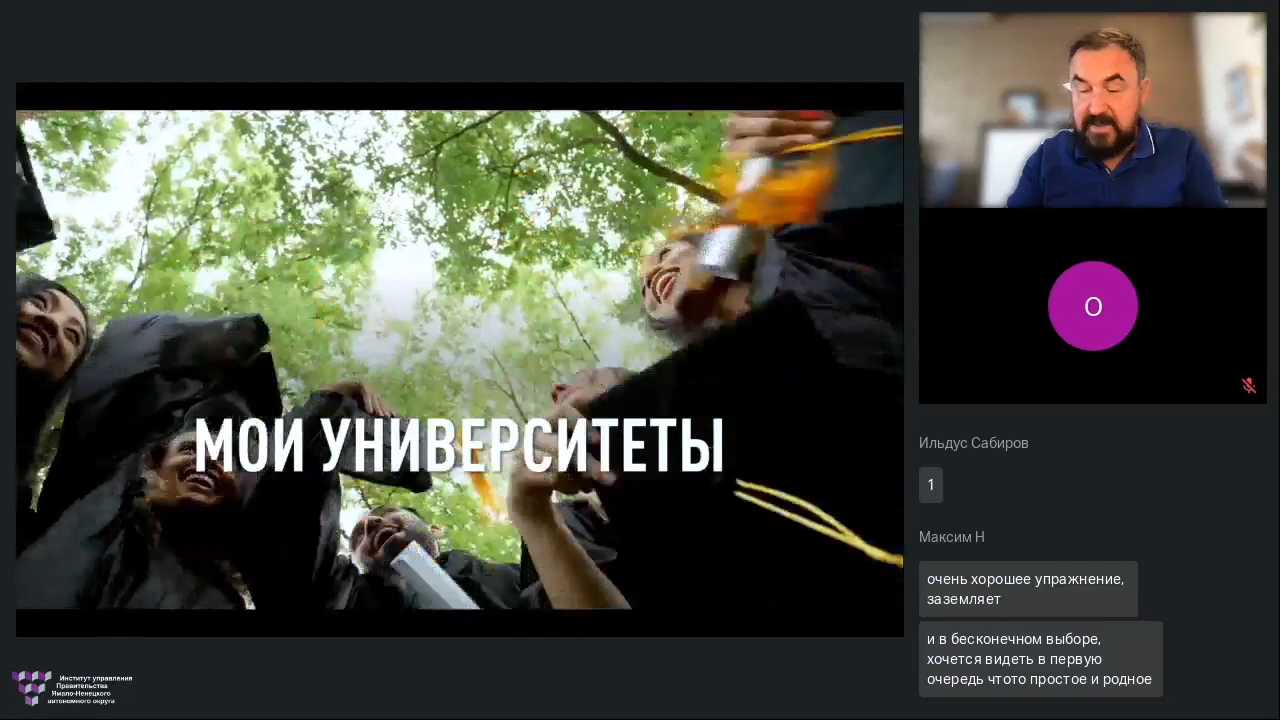 МОИ УНИВЕРСИТЕТЫ
О
Ильдус Сабиров
1
Максим Н
очень хорошее упражнение,
заземляет
и в бесконечном выборе,
хочется видеть в первую
очередь чтото простое и родное
Институт управления
Правительства
Ямало-Ненецкого
автономного округа